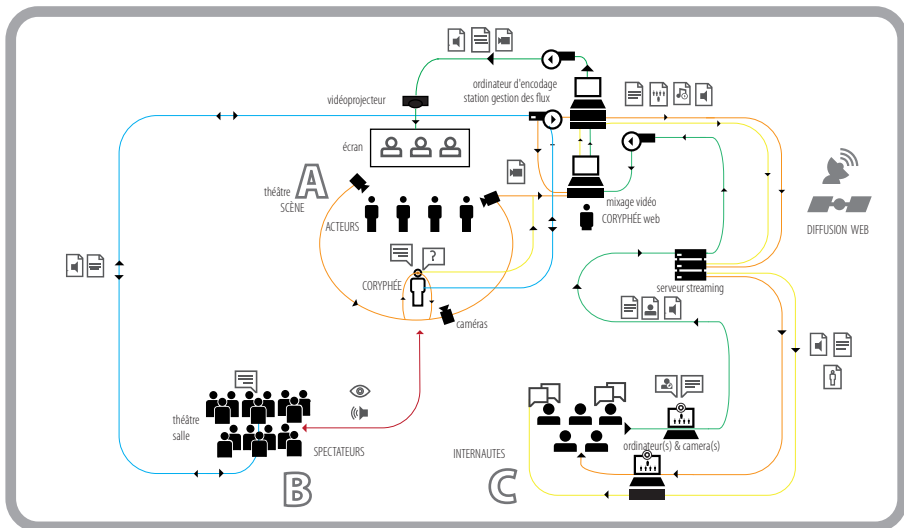 ordinateur d'encodage
station gestion des flux
vidéoprojecteur
écran
A
théâtre
SCÈNE
ACTEURS
mixage vidéo
CORYPHÉE web
DIFFUSION WEB
?
CORYPHÉE
serveur streaming
caméras
théâtre
salle
SPECTATEURS
B
INTERNAUTES
ordinateur(s) & camera(s)
C